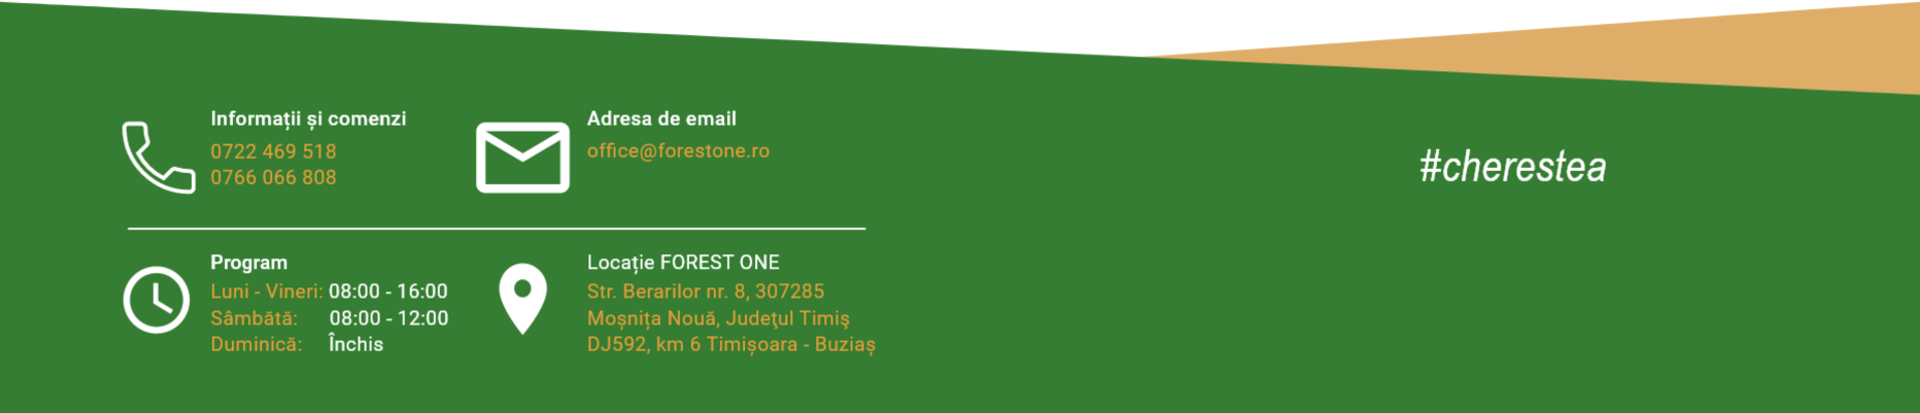 Informații și comenzi
0722 469 518
0766 066 808
Adresa de email
office@forestone.ro
#cherestea
Program
Luni - Vineri: 08:00 - 16:00
Sâmbătă: 08:00 - 12:00
Duminică: Închis
Locație FOREST ONE
Str. Berarilor nr. 8, 307285
Moșnița Nouă, Judeţul Timiş
DJ592, km 6 Timișoara - Buziaș